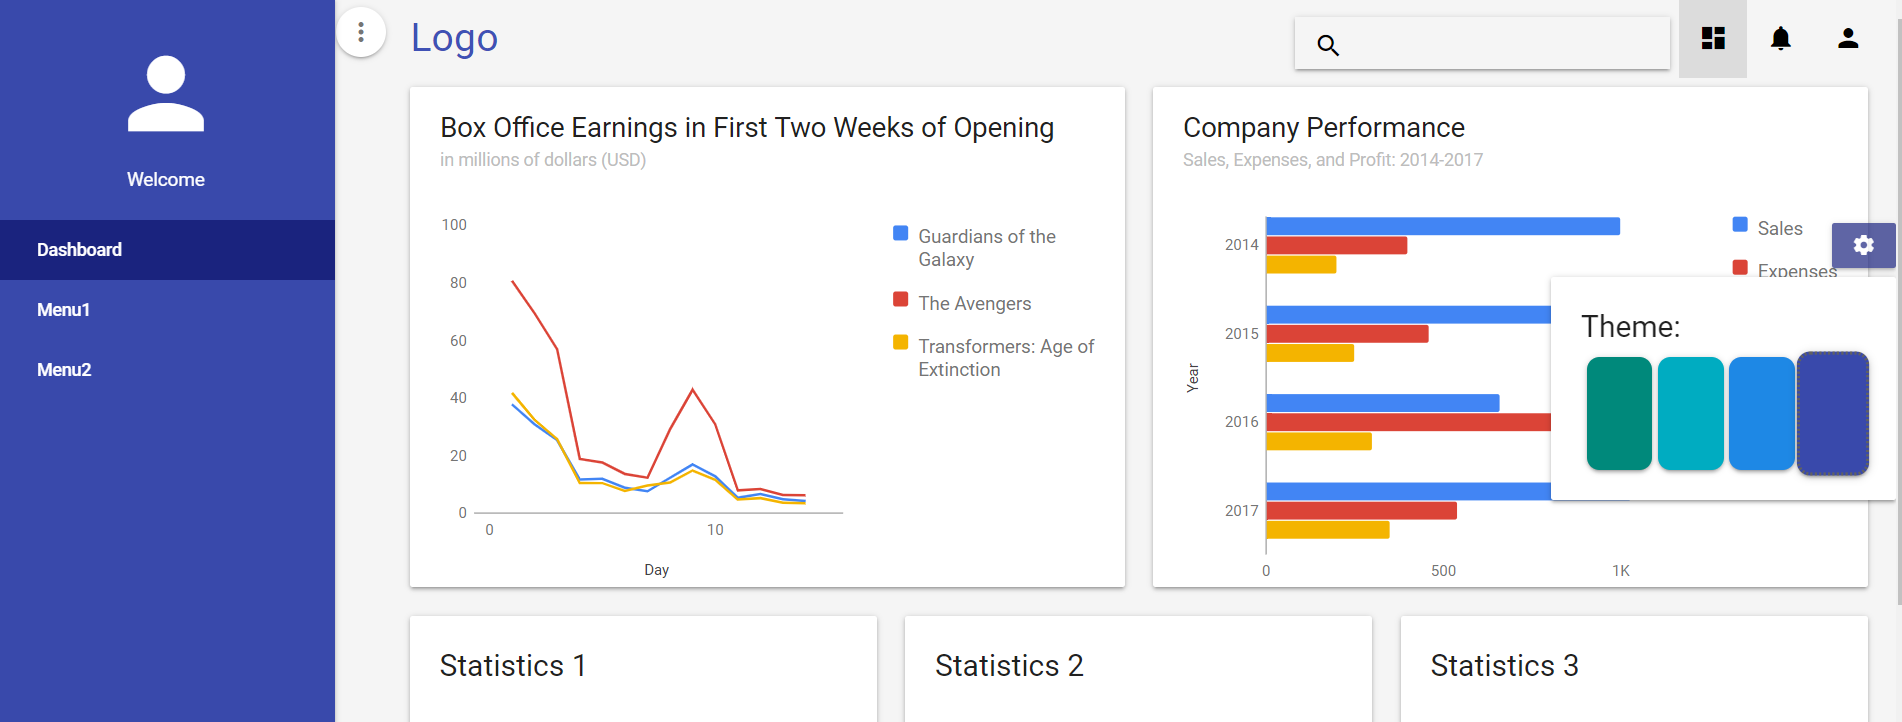 Logo
Welcome
Dashboard
Menu1
Menu2
Box Office Earnings in First Two Weeks of Opening
in millions of dollars (USD)
100
80
60
40
20
0
0
10
Day
Guardians of the
Galaxy
The Avengers
Transformers: Age of
Extinction
Company Performance
Sales, Expenses, and Profit: 2014-2017
Year
2014
2015
2016
2017
0
500
1K
Sales
Expenses
Theme:
Statistics 1
Statistics 2
Statistics 3